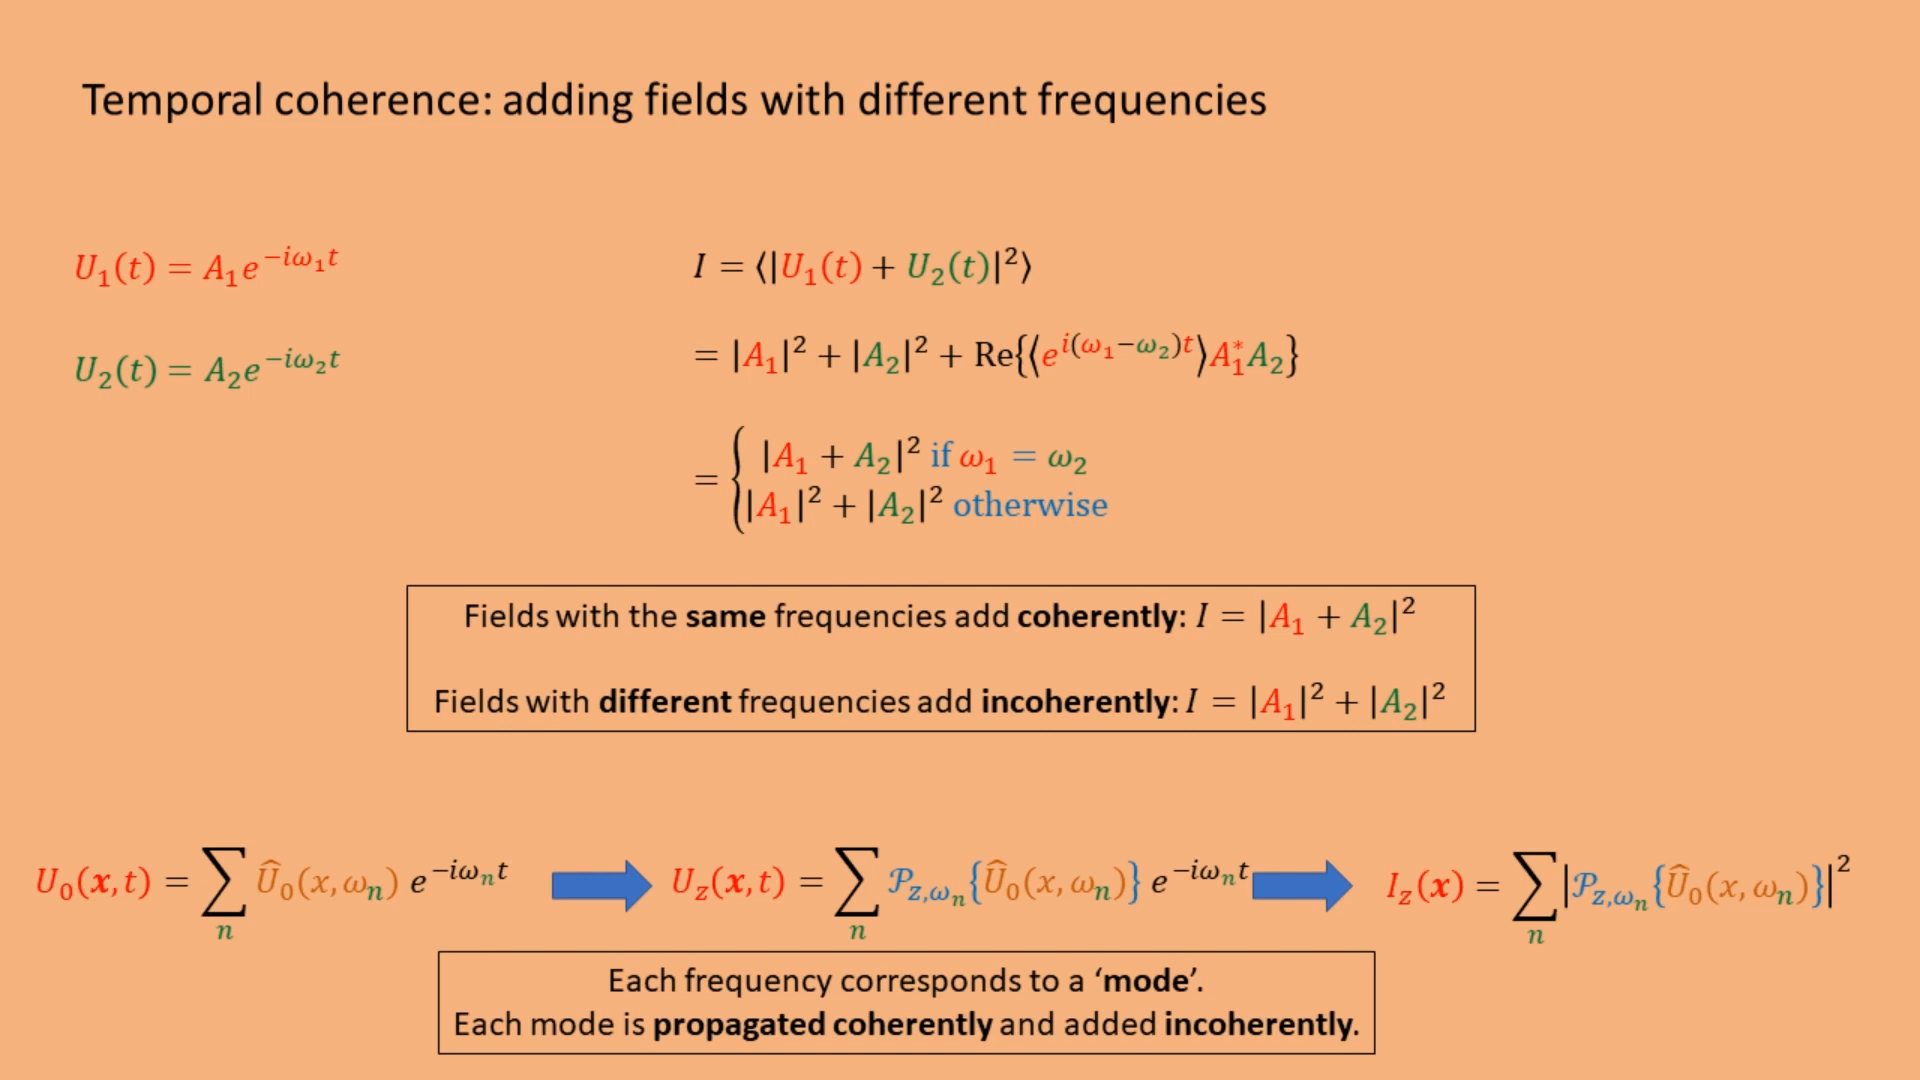 Temporal coherence: adding fields with different frequencies
U₁(t) = A₁e^{−iω₁t}
I = ⟨|U₁(t) + U₂(t)|²⟩
= |A₁|² + |A₂|² + Re{⟨e^{i(ω₁−ω₂)t}⟩A₁*A₂}
U₂(t) = A₂e^{−iω₂t}
= { |A₁ + A₂|² if ω₁ = ω₂
|A₁|² + |A₂|² otherwise
Fields with the same frequencies add coherently: I = |A₁ + A₂|²
Fields with different frequencies add incoherently: I = |A₁|² + |A₂|²
U₀(x, t) = ∑ₙ Û₀(x, ωₙ) e^{−iωₙt}
U_z(x, t) = ∑ₙ 𝒫_{z,ωₙ}{Û₀(x, ωₙ)} e^{−iωₙt}
I_z(x) = ∑ₙ |𝒫_{z,ωₙ}{Û₀(x, ωₙ)}|²
Each frequency corresponds to a ‘mode’.
Each mode is propagated coherently and added incoherently.